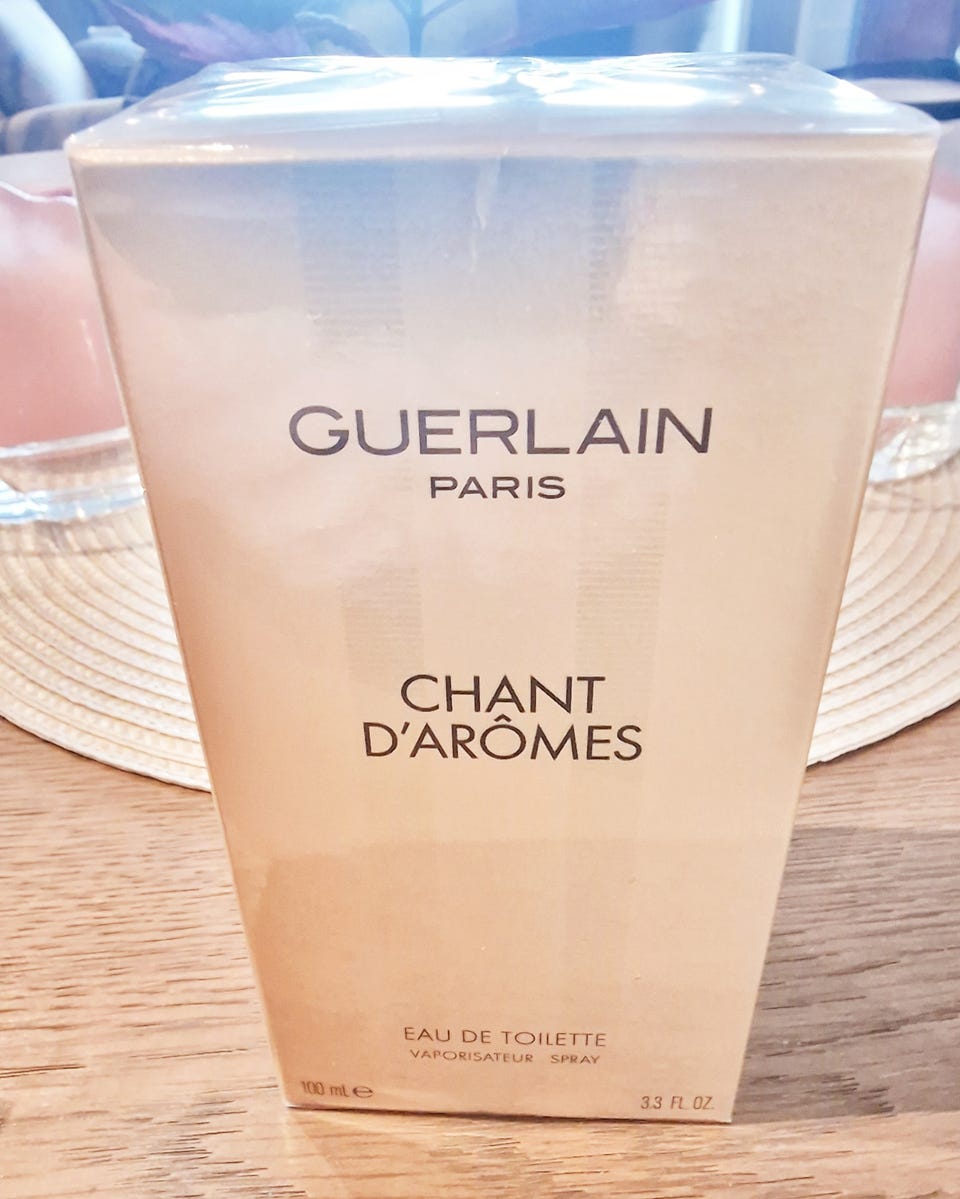 GUERLAIN
PARIS
CHANT
D'ARÔMES
EAU DE TOILETTE
VAPORISATEUR SPRAY
100 mL ℮
3.3 FL. OZ.